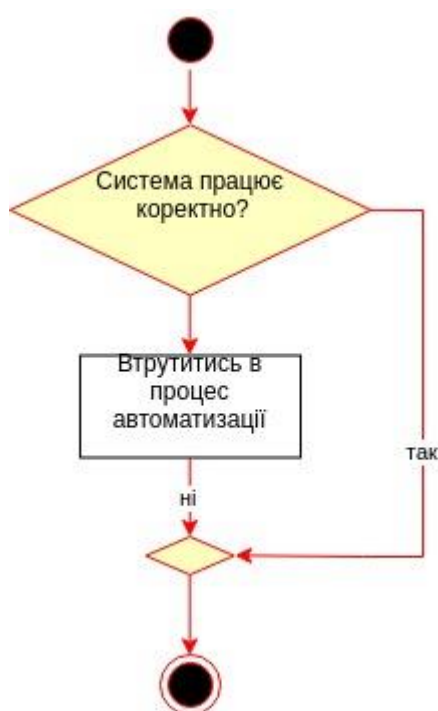 Система працює
коректно?
Втрутитись в
процес
автоматизації
так
ні